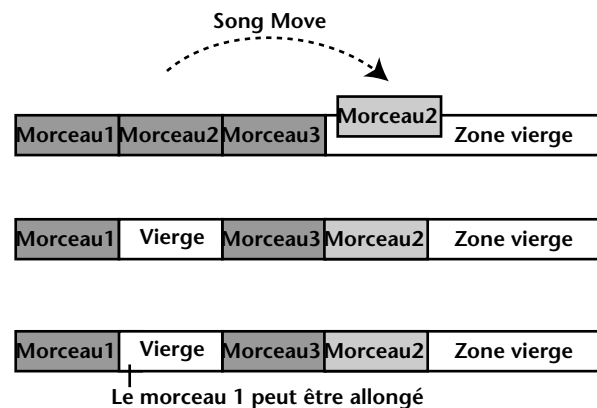 Song Move
Morceau2
Morceau1 Morceau2 Morceau3 Zone vierge
Morceau1 Vierge Morceau3 Morceau2 Zone vierge
Morceau1 Vierge Morceau3 Morceau2 Zone vierge
Le morceau 1 peut être allongé